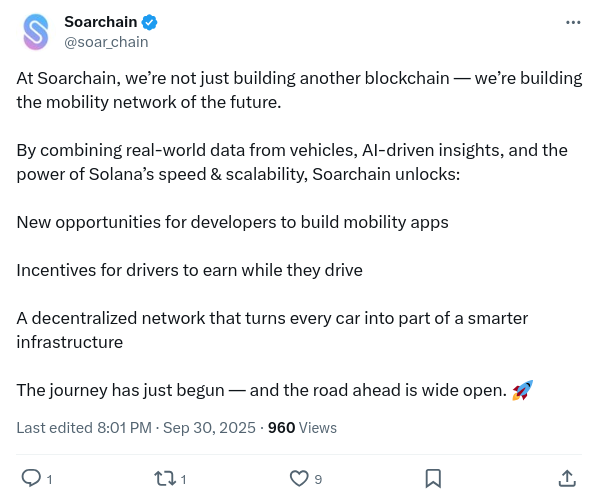 Soarchain
@soar_chain
At Soarchain, we’re not just building another blockchain — we’re building
the mobility network of the future.
By combining real-world data from vehicles, AI-driven insights, and the
power of Solana’s speed & scalability, Soarchain unlocks:
New opportunities for developers to build mobility apps
Incentives for drivers to earn while they drive
A decentralized network that turns every car into part of a smarter
infrastructure
The journey has just begun — and the road ahead is wide open. 🚀
Last edited 8:01 PM · Sep 30, 2025 · 960 Views
1 1 9